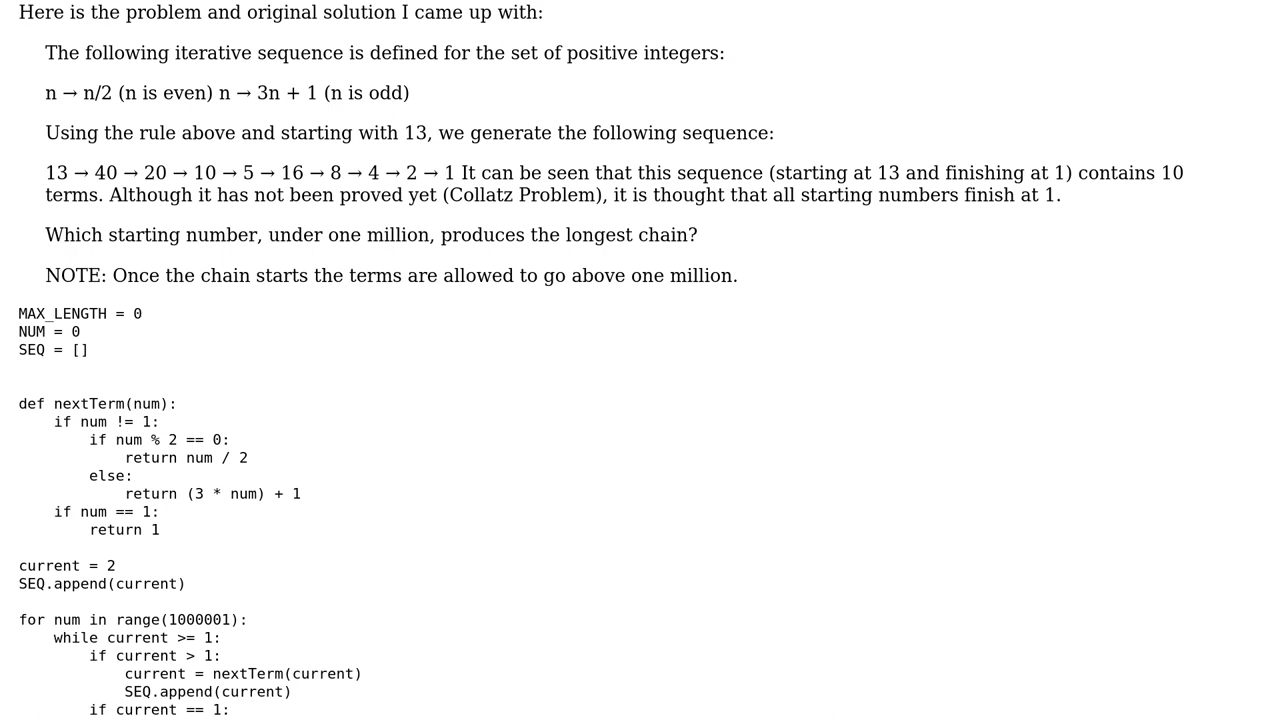 Here is the problem and original solution I came up with:
The following iterative sequence is defined for the set of positive integers:
n → n/2 (n is even) n → 3n + 1 (n is odd)
Using the rule above and starting with 13, we generate the following sequence:
13 → 40 → 20 → 10 → 5 → 16 → 8 → 4 → 2 → 1 It can be seen that this sequence (starting at 13 and finishing at 1) contains 10
terms. Although it has not been proved yet (Collatz Problem), it is thought that all starting numbers finish at 1.
Which starting number, under one million, produces the longest chain?
NOTE: Once the chain starts the terms are allowed to go above one million.
MAX_LENGTH = 0
NUM = 0
SEQ = []
def nextTerm(num):
    if num != 1:
        if num % 2 == 0:
            return num / 2
        else:
            return (3 * num) + 1
    if num == 1:
        return 1
current = 2
SEQ.append(current)
for num in range(1000001):
    while current >= 1:
        if current > 1:
            current = nextTerm(current)
            SEQ.append(current)
        if current == 1: